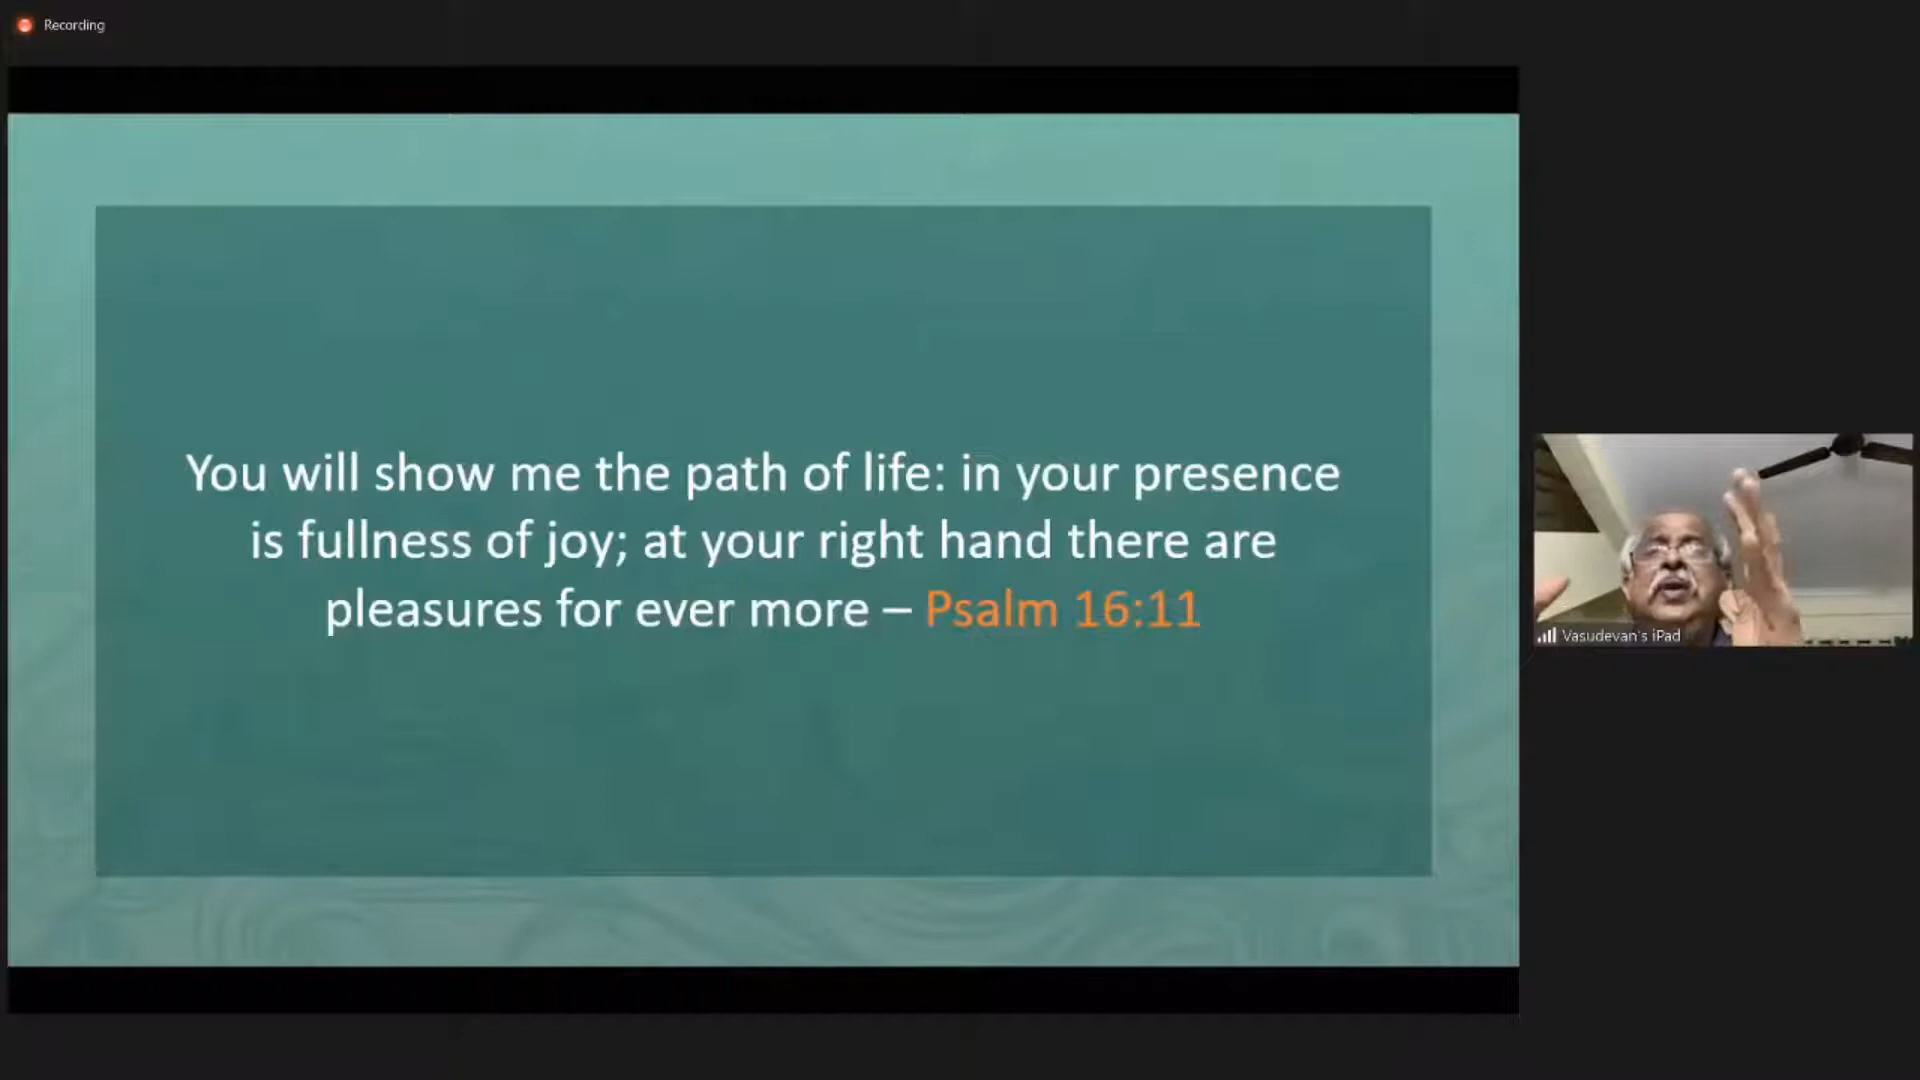 Recording
You will show me the path of life: in your presence
is fullness of joy; at your right hand there are
pleasures for ever more – Psalm 16:11
Vasudevan's iPad